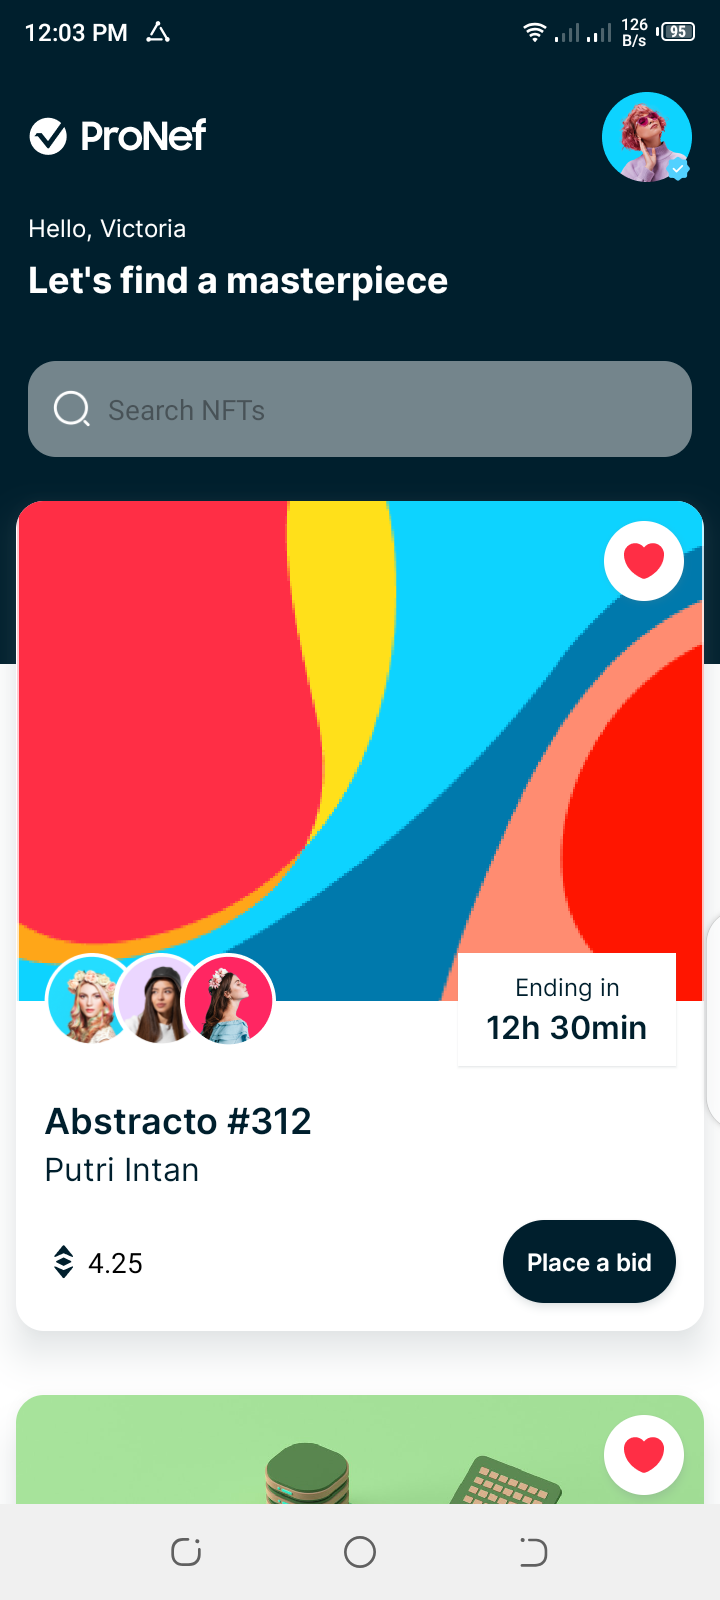 12:03 PM
126
B/s
95
ProNef
Hello, Victoria
Let's find a masterpiece
Search NFTs
Ending in
12h 30min
Abstracto #312
Putri Intan
4.25
Place a bid